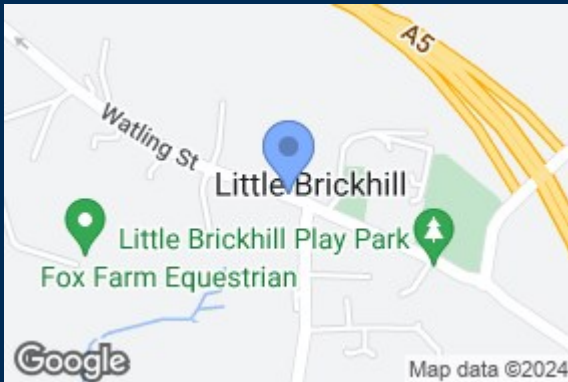 A5
Watling St
Little Brickhill
Little Brickhill Play Park
Fox Farm Equestrian
Google
Map data ©2024